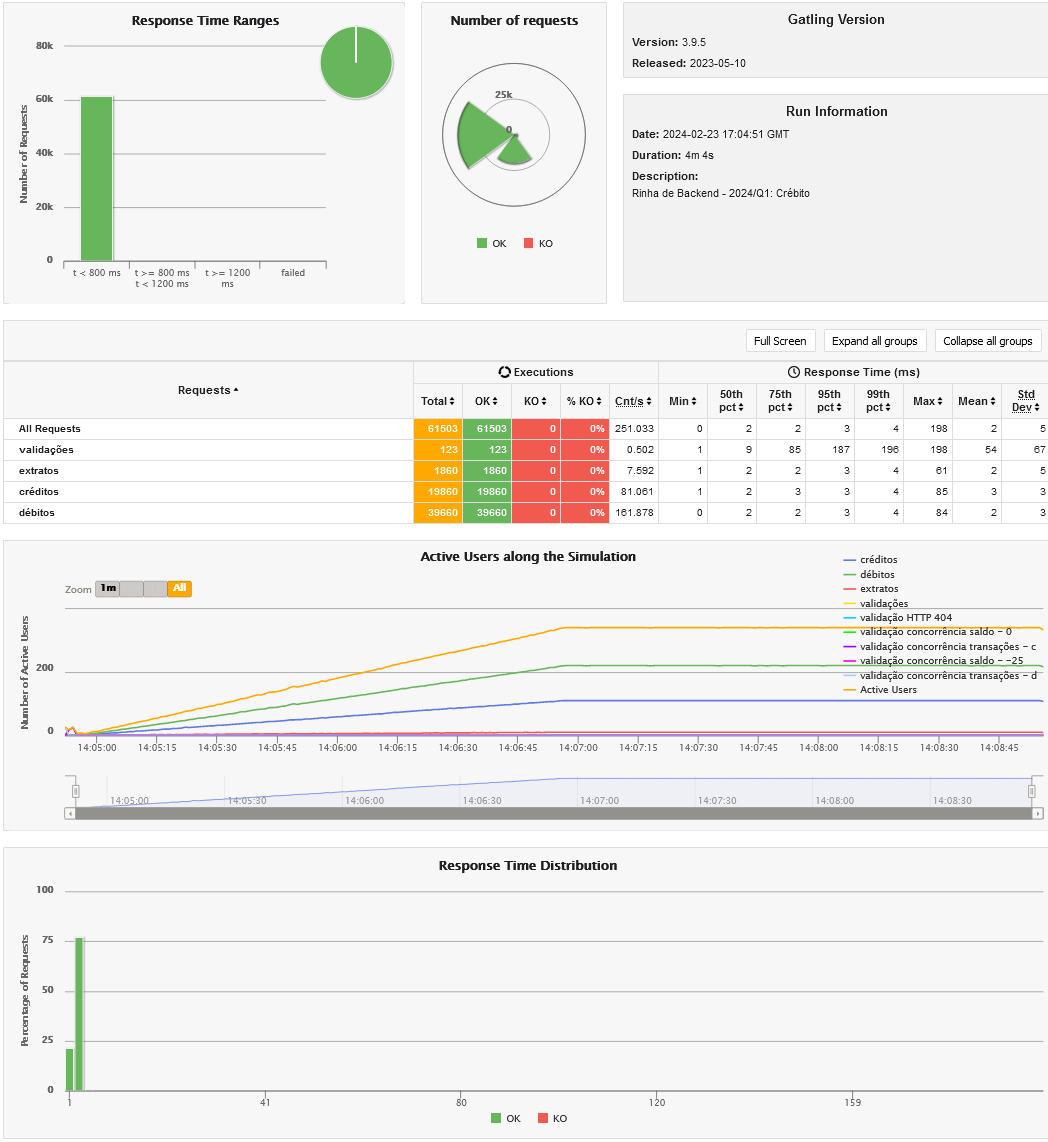 Response Time Ranges
80k
60k
40k
20k
0
Number of Requests
t < 800 ms
t >= 800 ms
t < 1200 ms
t >= 1200
ms
failed
Number of requests
25k
0
OK
KO
Gatling Version
Version: 3.9.5
Released: 2023-05-10
Run Information
Date: 2024-02-23 17:04:51 GMT
Duration: 4m 4s
Description:
Rinha de Backend - 2024/Q1: Crébito
Full Screen
Expand all groups
Collapse all groups
Requests
Executions
Response Time (ms)
Total OK KO % KO Cnt/s Min 50th pct 75th pct 95th pct 99th pct Max Mean Std Dev
All Requests 61503 61503 0 0% 251.033 0 2 2 3 4 198 2 5
validações 123 123 0 0% 0.502 1 9 85 187 196 198 54 67
extratos 1860 1860 0 0% 7.592 1 2 2 3 4 61 2 5
créditos 19860 19860 0 0% 81.061 1 2 3 3 4 85 3 3
débitos 39660 39660 0 0% 161.878 0 2 2 3 4 84 2 3
Active Users along the Simulation
Zoom 1m All
Number of Active Users
200
0
créditos
débitos
extratos
validações
validação HTTP 404
validação concorrência saldo - 0
validação concorrência transações - c
validação concorrência saldo - -25
validação concorrência transações - d
Active Users
14:05:00 14:05:15 14:05:30 14:05:45 14:06:00 14:06:15 14:06:30 14:06:45 14:07:00 14:07:15 14:07:30 14:07:45 14:08:00 14:08:15 14:08:30 14:08:45
14:05:00 14:05:30 14:06:00 14:06:30 14:07:00 14:07:30 14:08:00 14:08:30
Response Time Distribution
100
75
50
25
0
Percentage of Requests
1 41 80 120 159
OK
KO